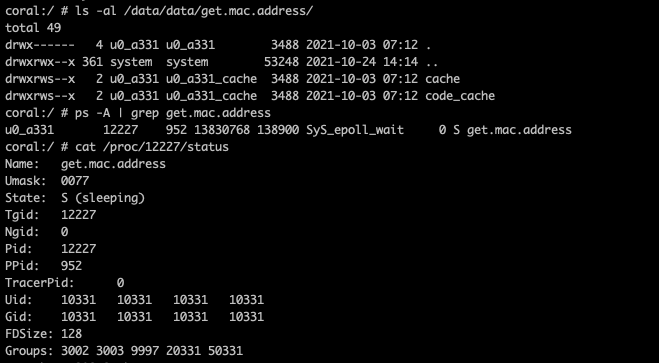 coral:/ # ls -al /data/data/get.mac.address/
total 49
drwx------   4 u0_a331 u0_a331        3488 2021-10-03 07:12 .
drwxrwx--x 361 system  system        53248 2021-10-24 14:14 ..
drwxrws--x   2 u0_a331 u0_a331_cache  3488 2021-10-03 07:12 cache
drwxrws--x   2 u0_a331 u0_a331_cache  3488 2021-10-03 07:12 code_cache
coral:/ # ps -A | grep get.mac.address
u0_a331      12227   952 13830768 138900 SyS_epoll_wait     0 S get.mac.address
coral:/ # cat /proc/12227/status
Name:   get.mac.address
Umask:  0077
State:  S (sleeping)
Tgid:   12227
Ngid:   0
Pid:    12227
PPid:   952
TracerPid:      0
Uid:    10331   10331   10331   10331
Gid:    10331   10331   10331   10331
FDSize: 128
Groups: 3002 3003 9997 20331 50331